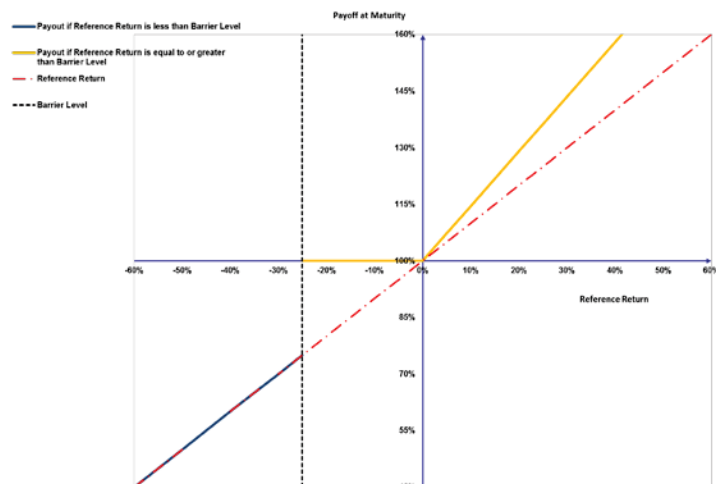 Payoff at Maturity
Payout if Reference Return is less than Barrier Level
Payout if Reference Return is equal to or greater
than Barrier Level
Reference Return
Barrier Level
160%
145%
130%
115%
100%
-60% -50% -40% -30% -20% -10% 0% 10% 20% 30% 40% 50% 60%
Reference Return
85%
70%
55%